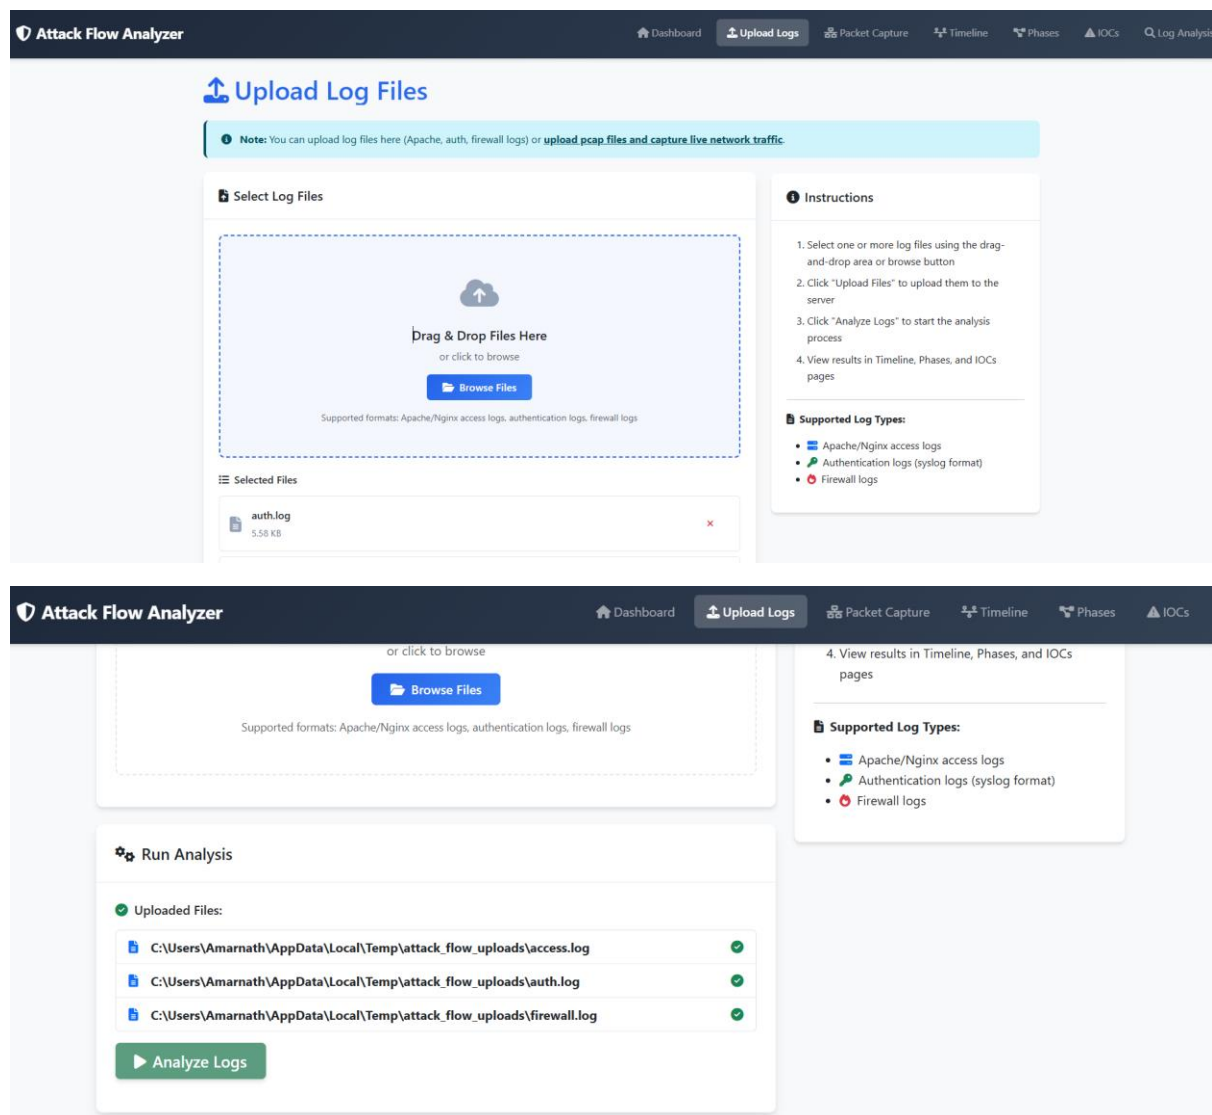 Attack Flow Analyzer
Dashboard
Upload Logs
Packet Capture
Timeline
Phases
IOCs
Log Analysis
Upload Log Files
Note: You can upload log files here (Apache, auth, firewall logs) or upload pcap files and capture live network traffic.
Select Log Files
Drag & Drop Files Here
or click to browse
Browse Files
Supported formats: Apache/Nginx access logs, authentication logs, firewall logs
Selected Files
auth.log
5.58 KB
Instructions
1. Select one or more log files using the drag-
and-drop area or browse button
2. Click "Upload Files" to upload them to the
server
3. Click "Analyze Logs" to start the analysis
process
4. View results in Timeline, Phases, and IOCs
pages
Supported Log Types:
Apache/Nginx access logs
Authentication logs (syslog format)
Firewall logs
Attack Flow Analyzer
Dashboard
Upload Logs
Packet Capture
Timeline
Phases
IOCs
or click to browse
Browse Files
Supported formats: Apache/Nginx access logs, authentication logs, firewall logs
4. View results in Timeline, Phases, and IOCs
pages
Supported Log Types:
Apache/Nginx access logs
Authentication logs (syslog format)
Firewall logs
Run Analysis
Uploaded Files:
C:\Users\Amarnath\AppData\Local\Temp\attack_flow_uploads\access.log
C:\Users\Amarnath\AppData\Local\Temp\attack_flow_uploads\auth.log
C:\Users\Amarnath\AppData\Local\Temp\attack_flow_uploads\firewall.log
Analyze Logs